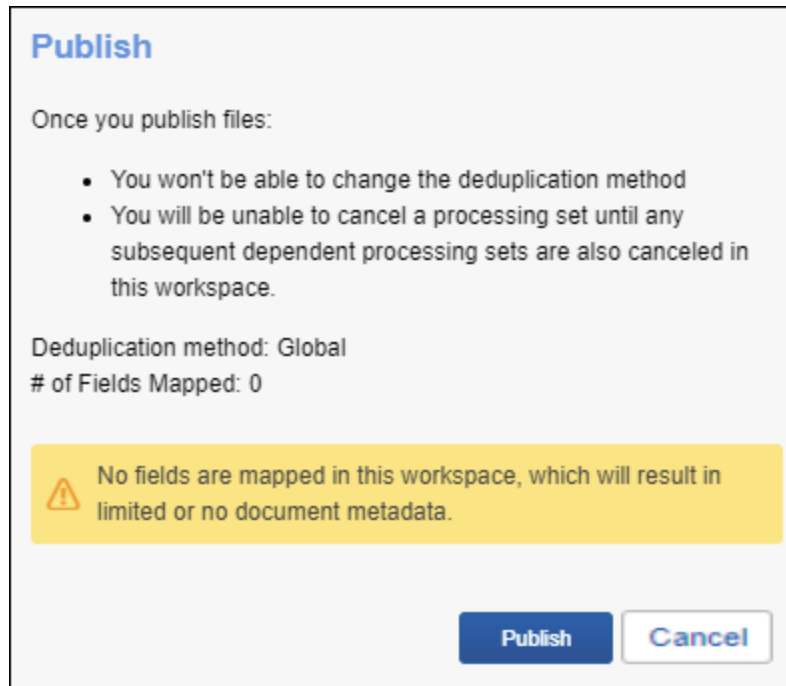 Publish
Once you publish files:
• You won't be able to change the deduplication method
• You will be unable to cancel a processing set until any
subsequent dependent processing sets are also canceled in
this workspace.
Deduplication method: Global
# of Fields Mapped: 0
No fields are mapped in this workspace, which will result in
limited or no document metadata.
Publish Cancel